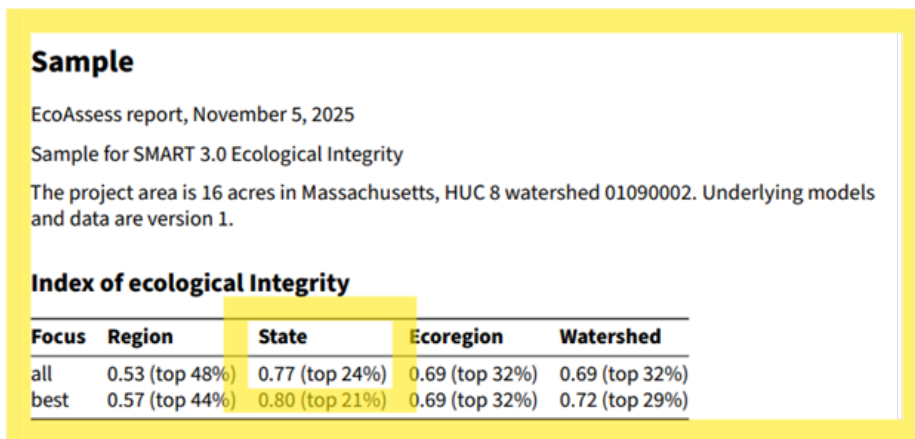 Sample
EcoAssess report, November 5, 2025
Sample for SMART 3.0 Ecological Integrity
The project area is 16 acres in Massachusetts, HUC 8 watershed 01090002. Underlying models
and data are version 1.
Index of ecological Integrity
Focus Region State Ecoregion Watershed
all 0.53 (top 48%) 0.77 (top 24%) 0.69 (top 32%) 0.69 (top 32%)
best 0.57 (top 44%) 0.80 (top 21%) 0.69 (top 32%) 0.72 (top 29%)